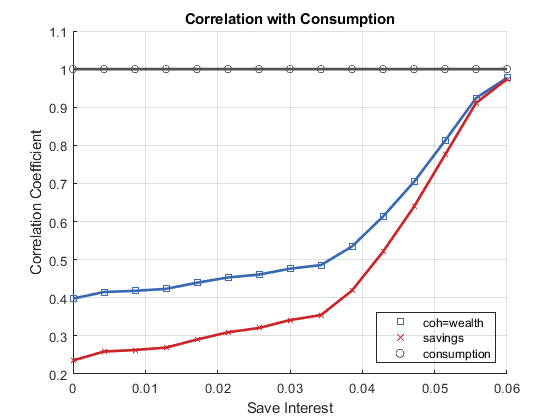 Correlation with Consumption
Correlation Coefficient
1.1
1
0.9
0.8
0.7
0.6
0.5
0.4
0.3
0.2
coh=wealth
savings
consumption
0 0.01 0.02 0.03 0.04 0.05 0.06
Save Interest